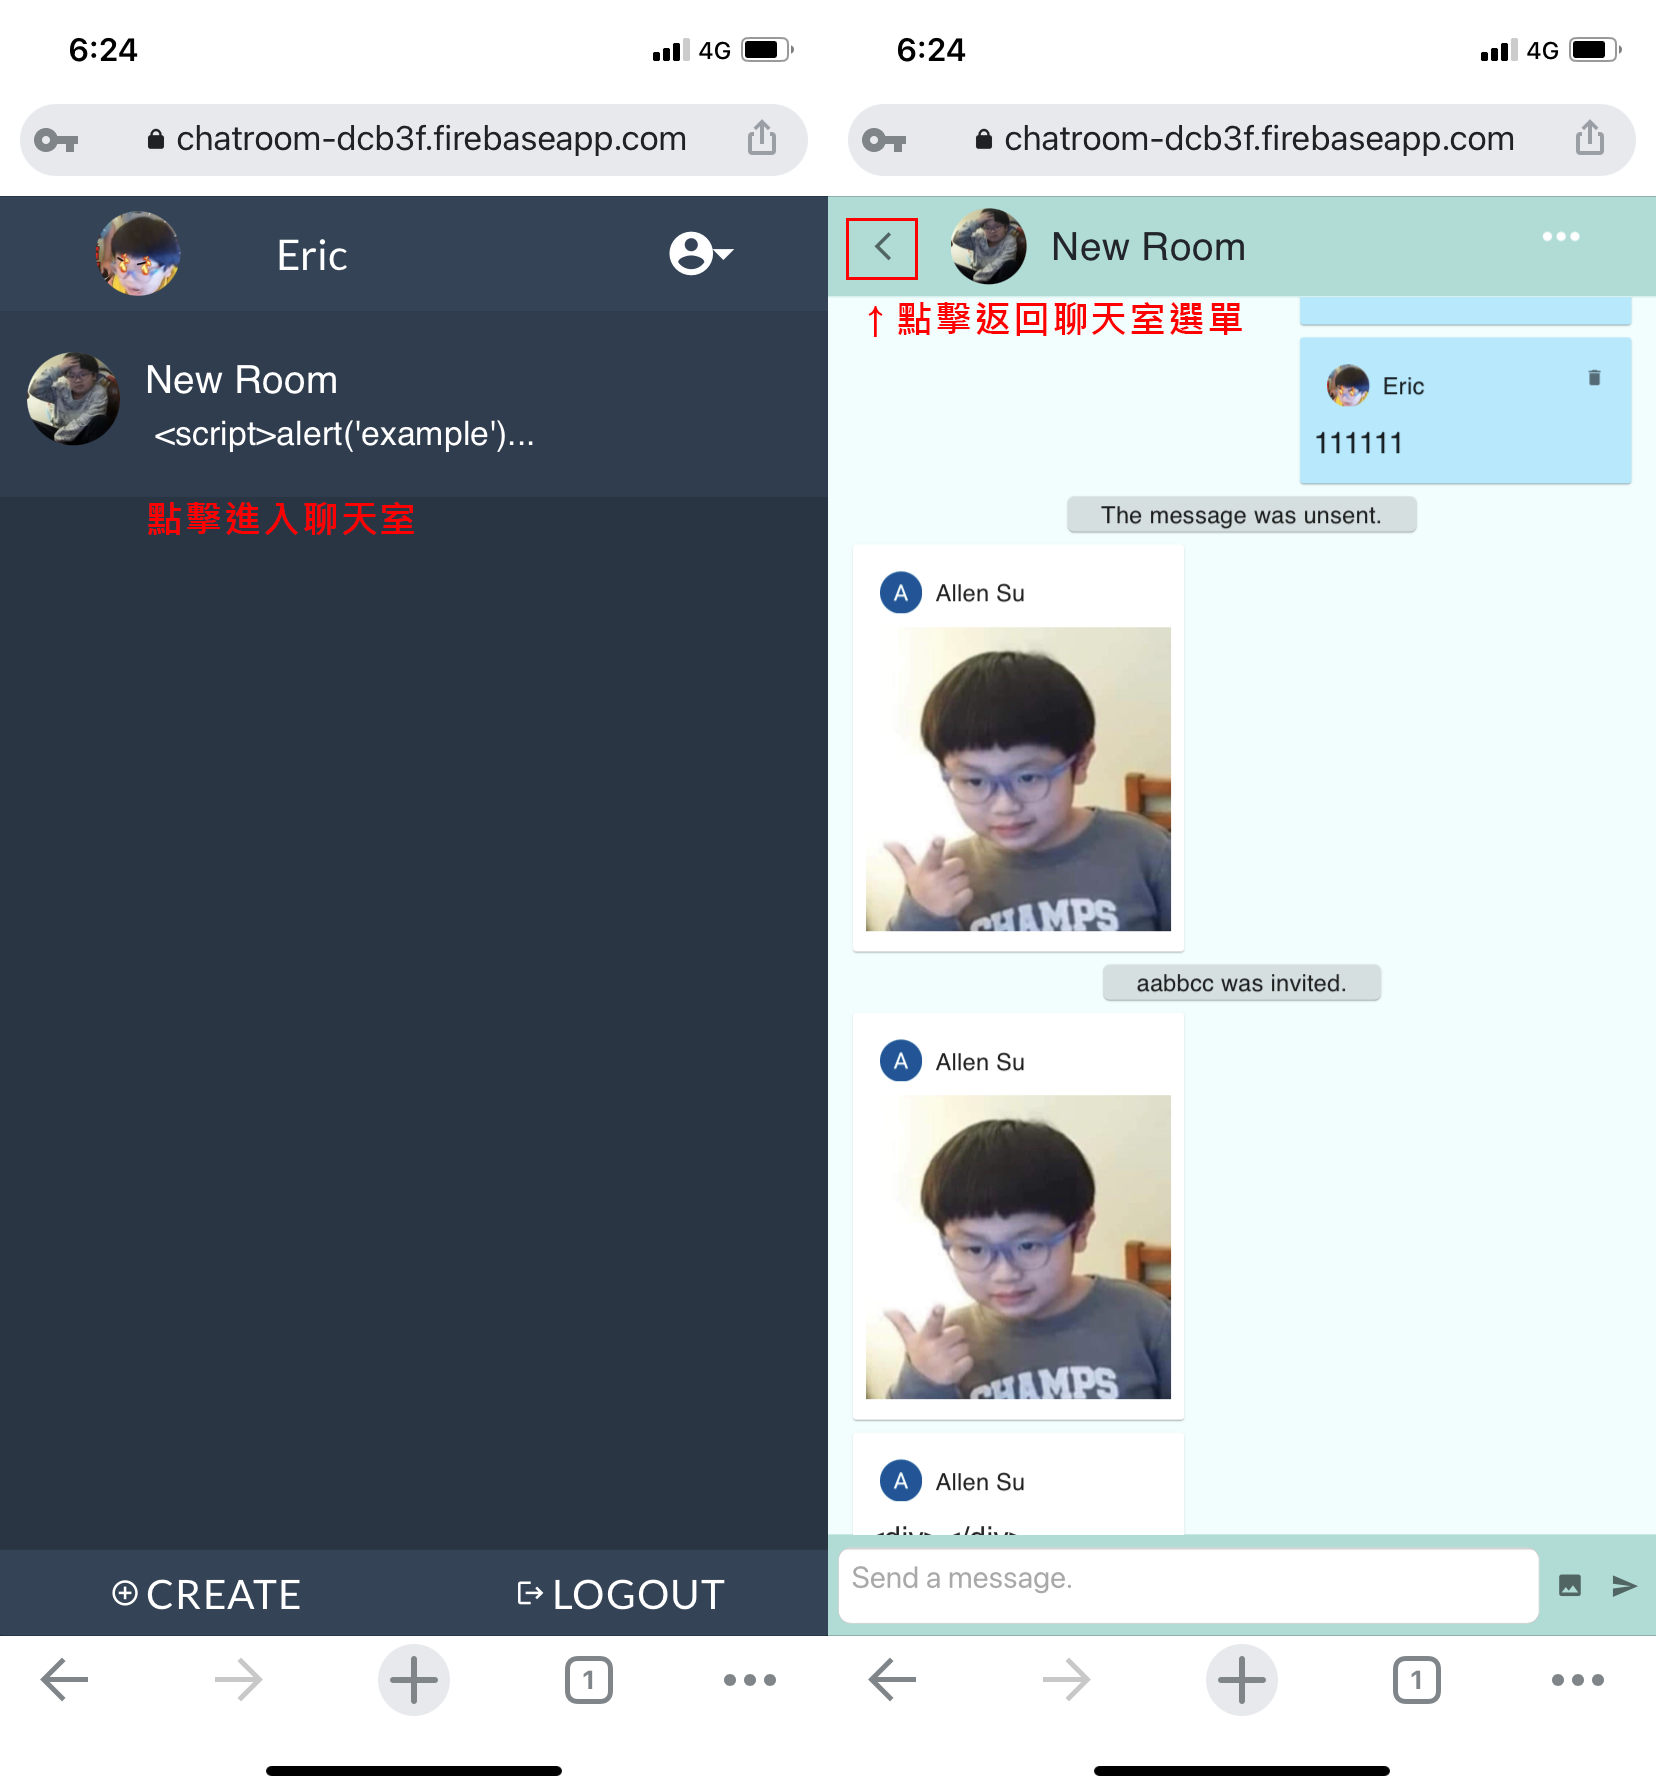 6:24
4G
chatroom-dcb3f.firebaseapp.com
Eric
New Room
<script>alert('example')...
點擊進入聊天室
CREATE
LOGOUT
1
6:24
4G
chatroom-dcb3f.firebaseapp.com
New Room
↑ 點擊返回聊天室選單
Eric
111111
The message was unsent.
A Allen Su
CHAMPS
aabbcc was invited.
A Allen Su
CHAMPS
A Allen Su
<div> </div>
Send a message.
1